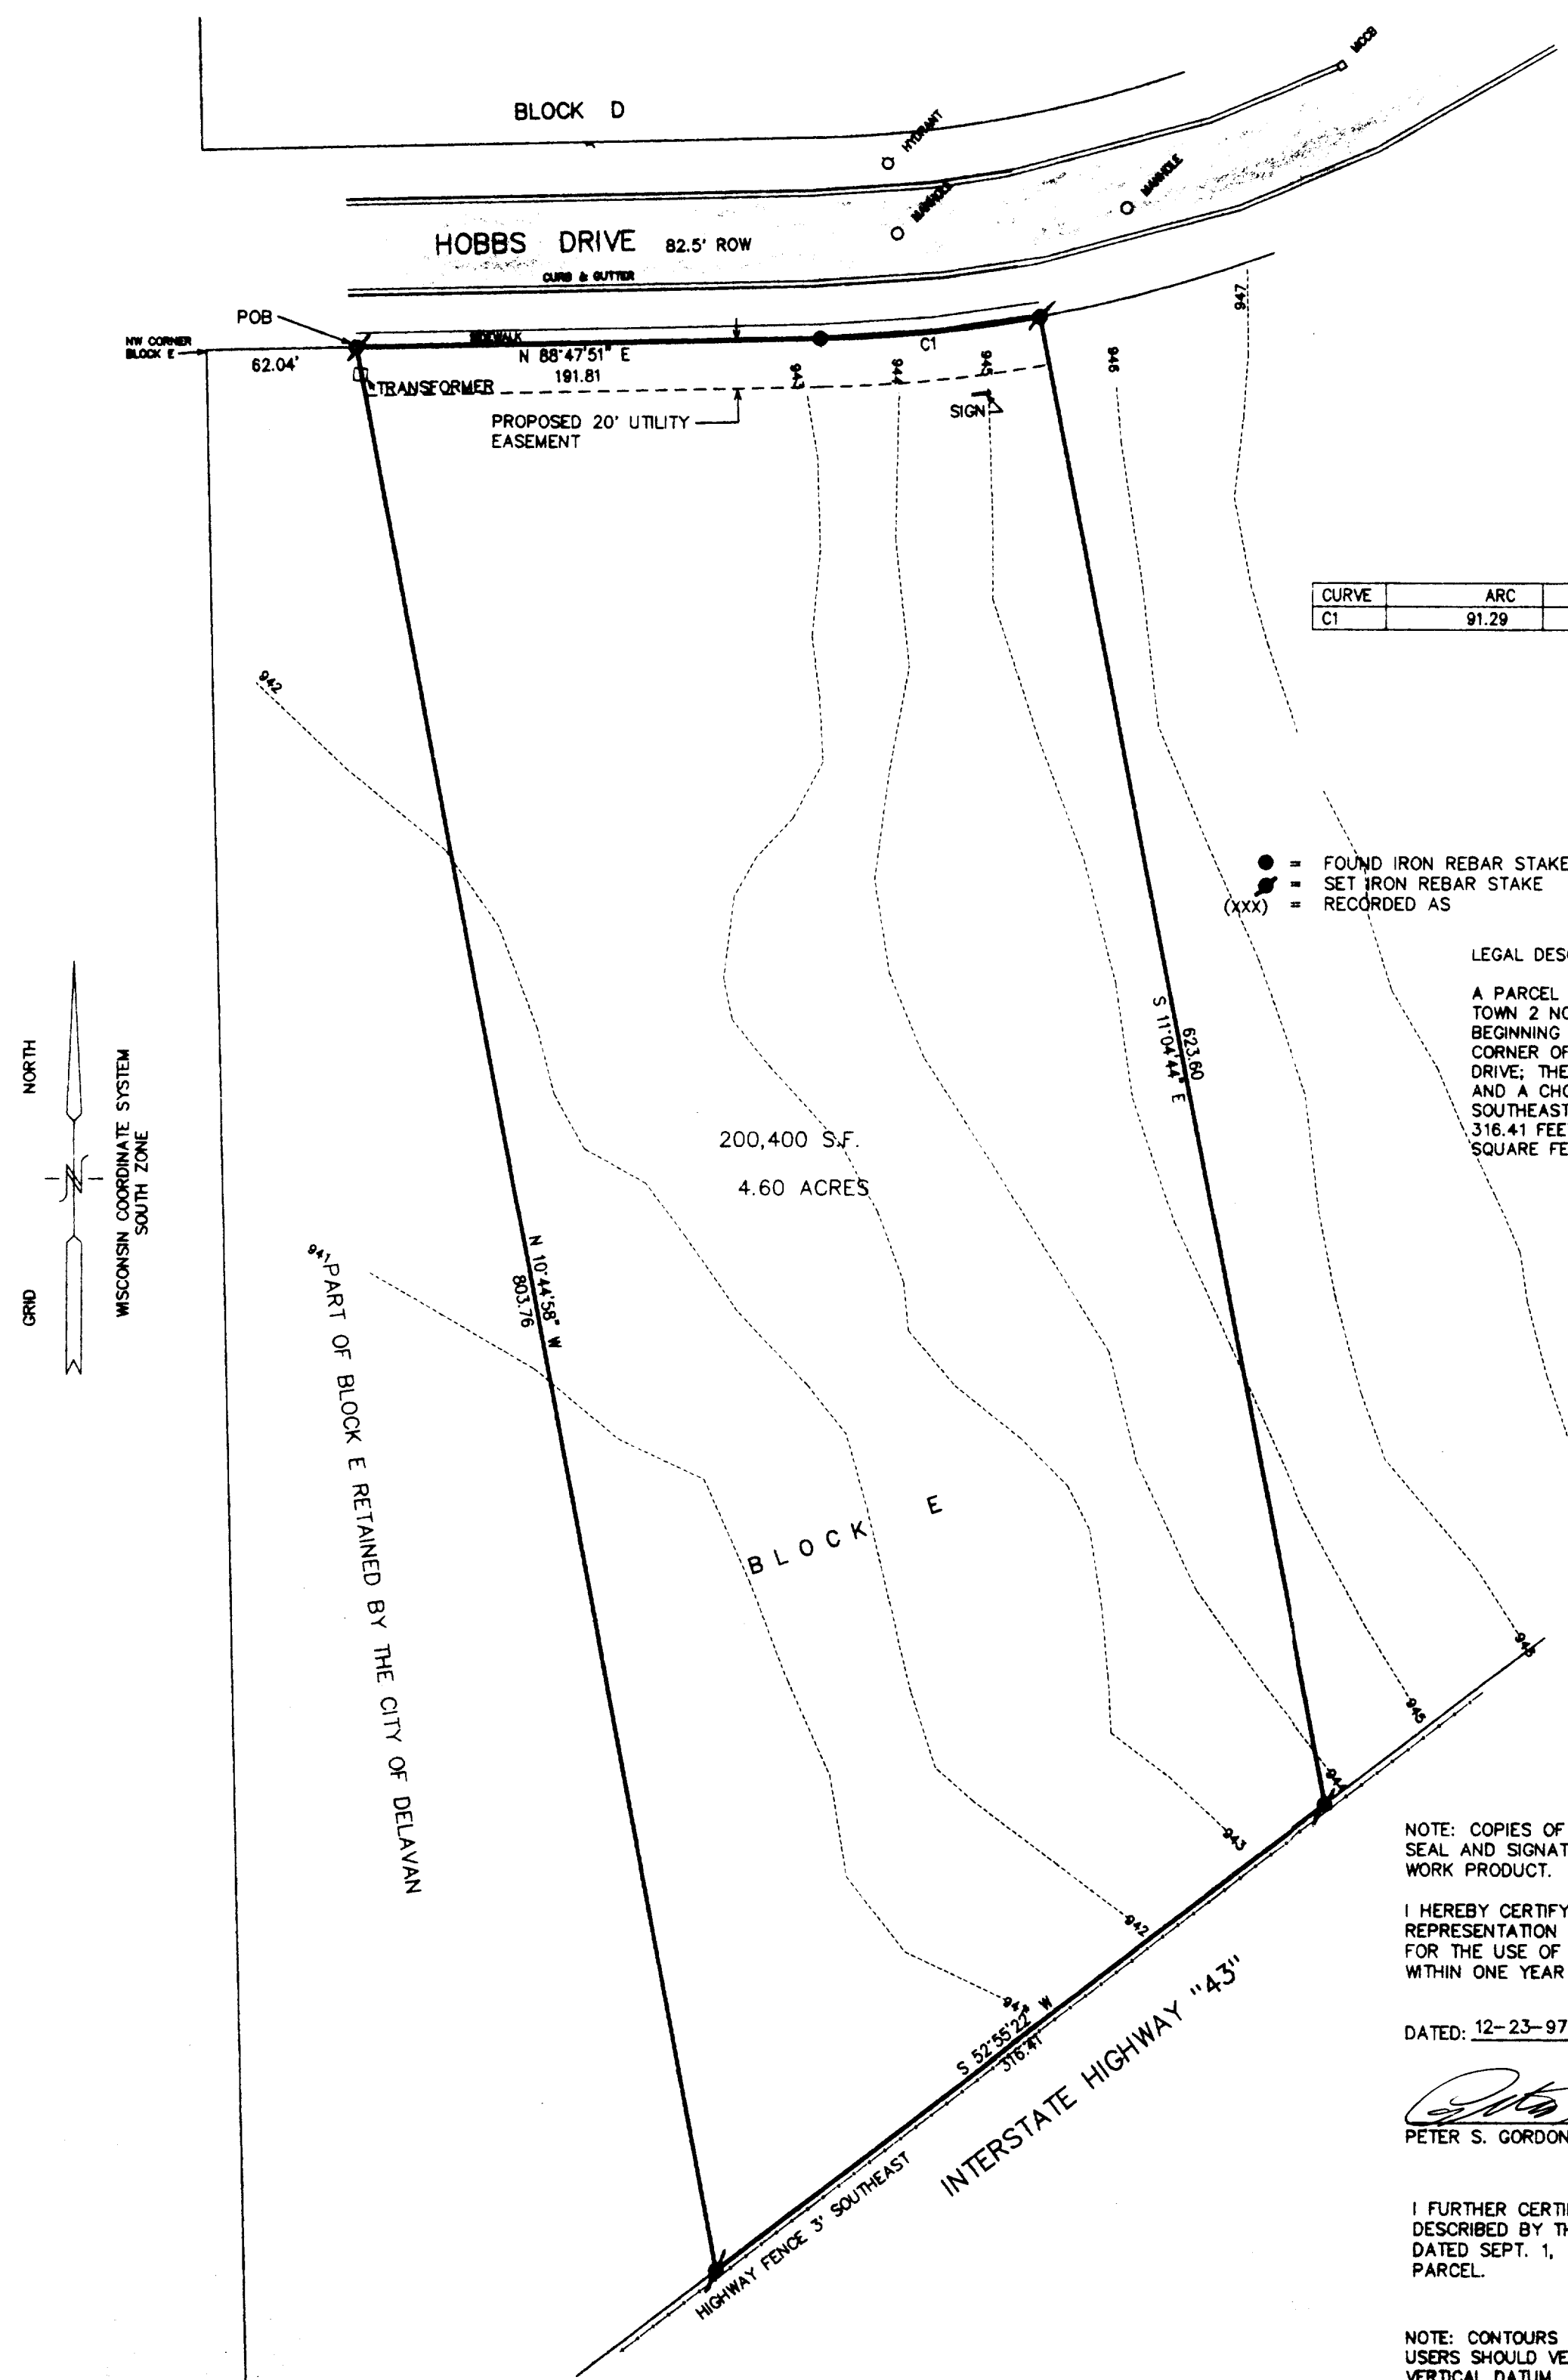 MCCB
BLOCK D
HYDRANT
MANHOLE
MANHOLE
HOBBS DRIVE 82.5' ROW
CURB & GUTTER
POB
NW CORNER
BLOCK E
62.04'
SIDEWALK
N 88°47'51" E
191.81
C1
TRANSFORMER
PROPOSED 20' UTILITY
EASEMENT
SIGN
943
944
945
946
947
CURVE ARC
C1 91.29
942
● = FOUND IRON REBAR STAKE
= SET IRON REBAR STAKE
(XXX) = RECORDED AS
LEGAL DES
A PARCEL
TOWN 2 NO
BEGINNING
CORNER OF
DRIVE; THE
AND A CHO
SOUTHEAST
316.41 FEE
SQUARE FE
S 11°04'44" E
623.60
NORTH
GRID
N
WISCONSIN COORDINATE SYSTEM
SOUTH ZONE
200,400 S.F.
4.60 ACRES
N 10°44'58" W
803.76
941
PART OF BLOCK E RETAINED BY THE CITY OF DELAVAN
BLOCK E
945
944
943
942
941
S 52°55'22" W
316.41
INTERSTATE HIGHWAY "43"
HIGHWAY FENCE 3' SOUTHEAST
NOTE: COPIES OF
SEAL AND SIGNAT
WORK PRODUCT.
I HEREBY CERTIFY
REPRESENTATION
FOR THE USE OF
WITHIN ONE YEAR
DATED: 12-23-97
PETER S. GORDON
I FURTHER CERTI
DESCRIBED BY TH
DATED SEPT. 1,
PARCEL.
NOTE: CONTOURS
USERS SHOULD VE
VERTICAL DATUM